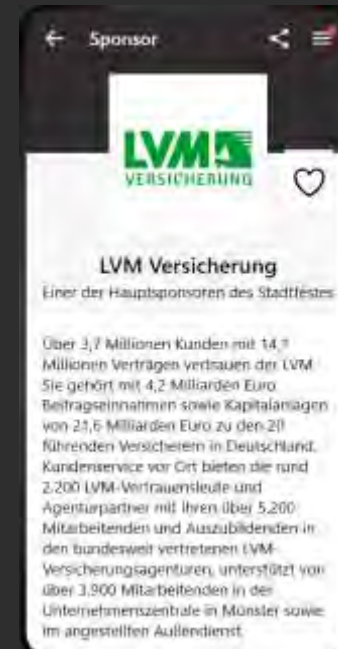 Sponsor
LVM
VERSICHERUNG
LVM Versicherung
Einer der Hauptsponsoren des Stadtfestes
Über 3,7 Millionen Kunden mit 14,1
Millionen Verträgen vertrauen der LVM.
Sie gehört mit 4,2 Milliarden Euro
Beitragseinnahmen sowie Kapitalanlagen
von 21,6 Milliarden Euro zu den 20
führenden Versicherern in Deutschland.
Kundenservice vor Ort bieten die rund
2.200 LVM-Vertrauensleute und
Agenturpartner mit ihren über 5.200
Mitarbeitenden und Auszubildenden in
den bundesweit vertretenen LVM-
Versicherungsagenturen, unterstützt von
über 3.900 Mitarbeitenden in der
Unternehmenszentrale in Münster sowie
im angestellten Außendienst.